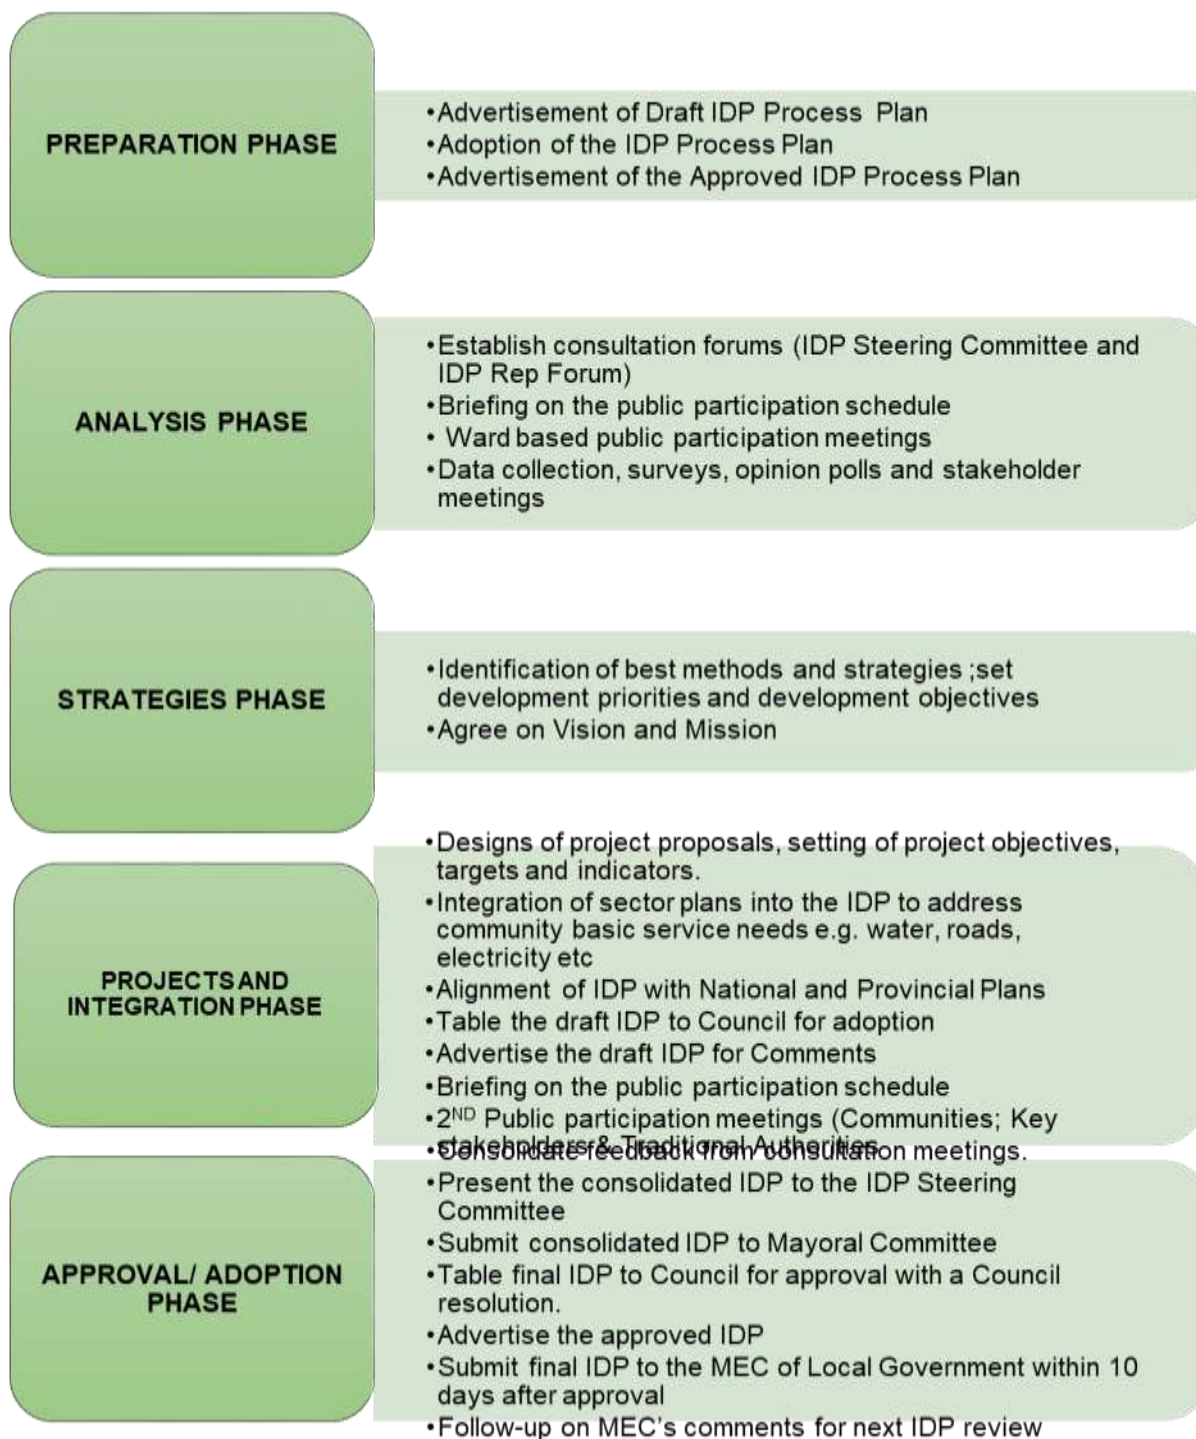 PREPARATION PHASE
•Advertisement of Draft IDP Process Plan
•Adoption of the IDP Process Plan
•Advertisement of the Approved IDP Process Plan
ANALYSIS PHASE
•Establish consultation forums (IDP Steering Committee and
IDP Rep Forum)
•Briefing on the public participation schedule
• Ward based public participation meetings
•Data collection, surveys, opinion polls and stakeholder
meetings
STRATEGIES PHASE
•Identification of best methods and strategies ;set
development priorities and development objectives
•Agree on Vision and Mission
PROJECTS AND
INTEGRATION PHASE
•Designs of project proposals, setting of project objectives,
targets and indicators.
•Integration of sector plans into the IDP to address
community basic service needs e.g. water, roads,
electricity etc
•Alignment of IDP with National and Provincial Plans
•Table the draft IDP to Council for adoption
•Advertise the draft IDP for Comments
•Briefing on the public participation schedule
•2ND Public participation meetings (Communities; Key
stakeholders & Traditional Authorities
APPROVAL/ ADOPTION
PHASE
•Consolidate feedback from consultation meetings.
•Present the consolidated IDP to the IDP Steering
Committee
•Submit consolidated IDP to Mayoral Committee
•Table final IDP to Council for approval with a Council
resolution.
•Advertise the approved IDP
•Submit final IDP to the MEC of Local Government within 10
days after approval
•Follow-up on MEC's comments for next IDP review